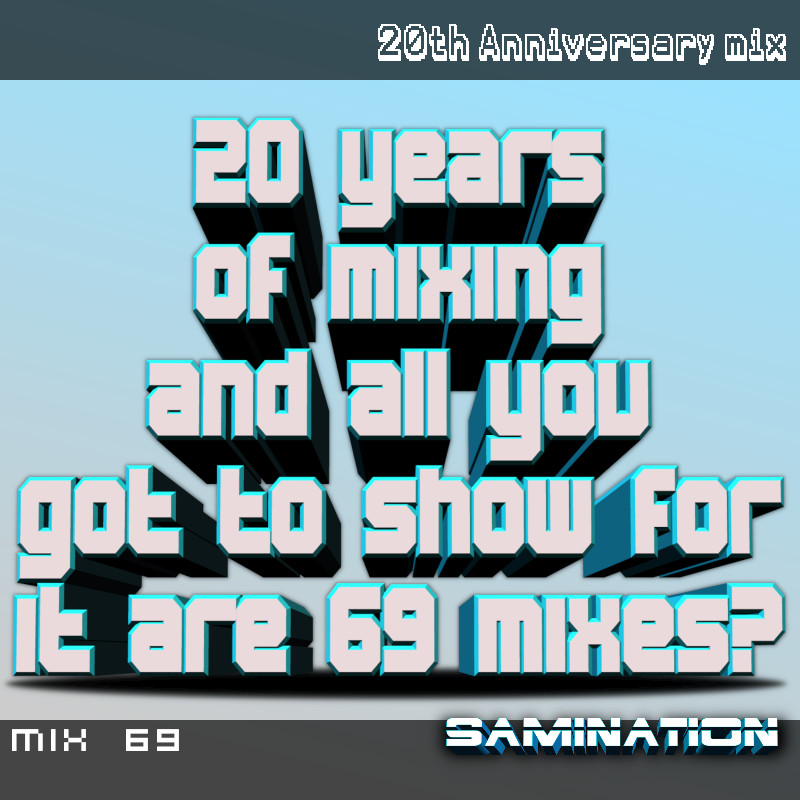 20th Anniversary mix
20 years
of mixing
and all you
got to show for
it are 69 mixes?
MIX 69
SAMINATION